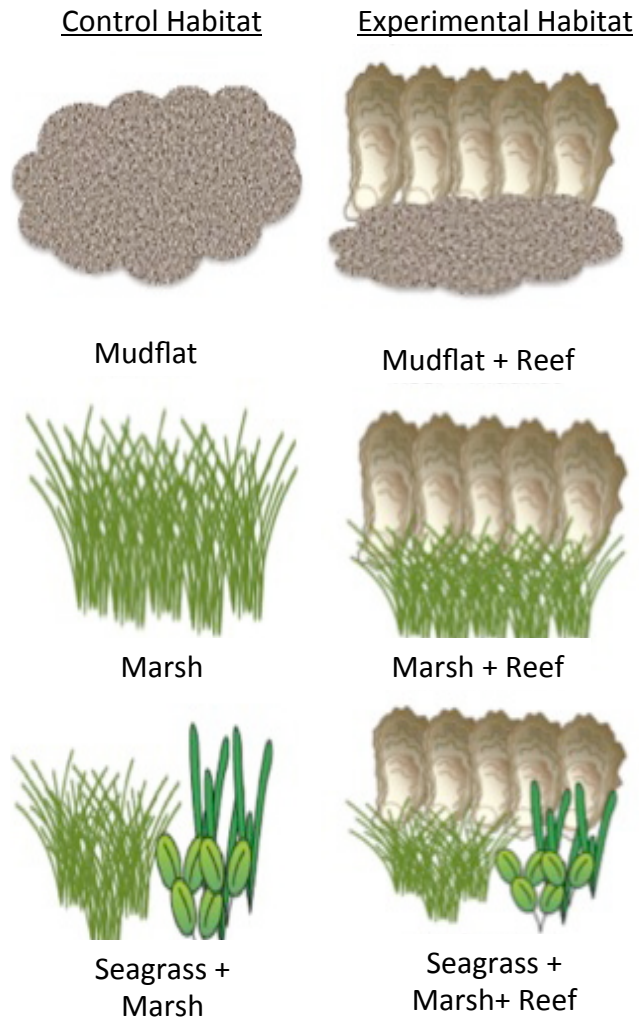 Control Habitat
Experimental Habitat
Mudflat
Mudflat + Reef
Marsh
Marsh + Reef
Seagrass +
Marsh
Seagrass +
Marsh+ Reef